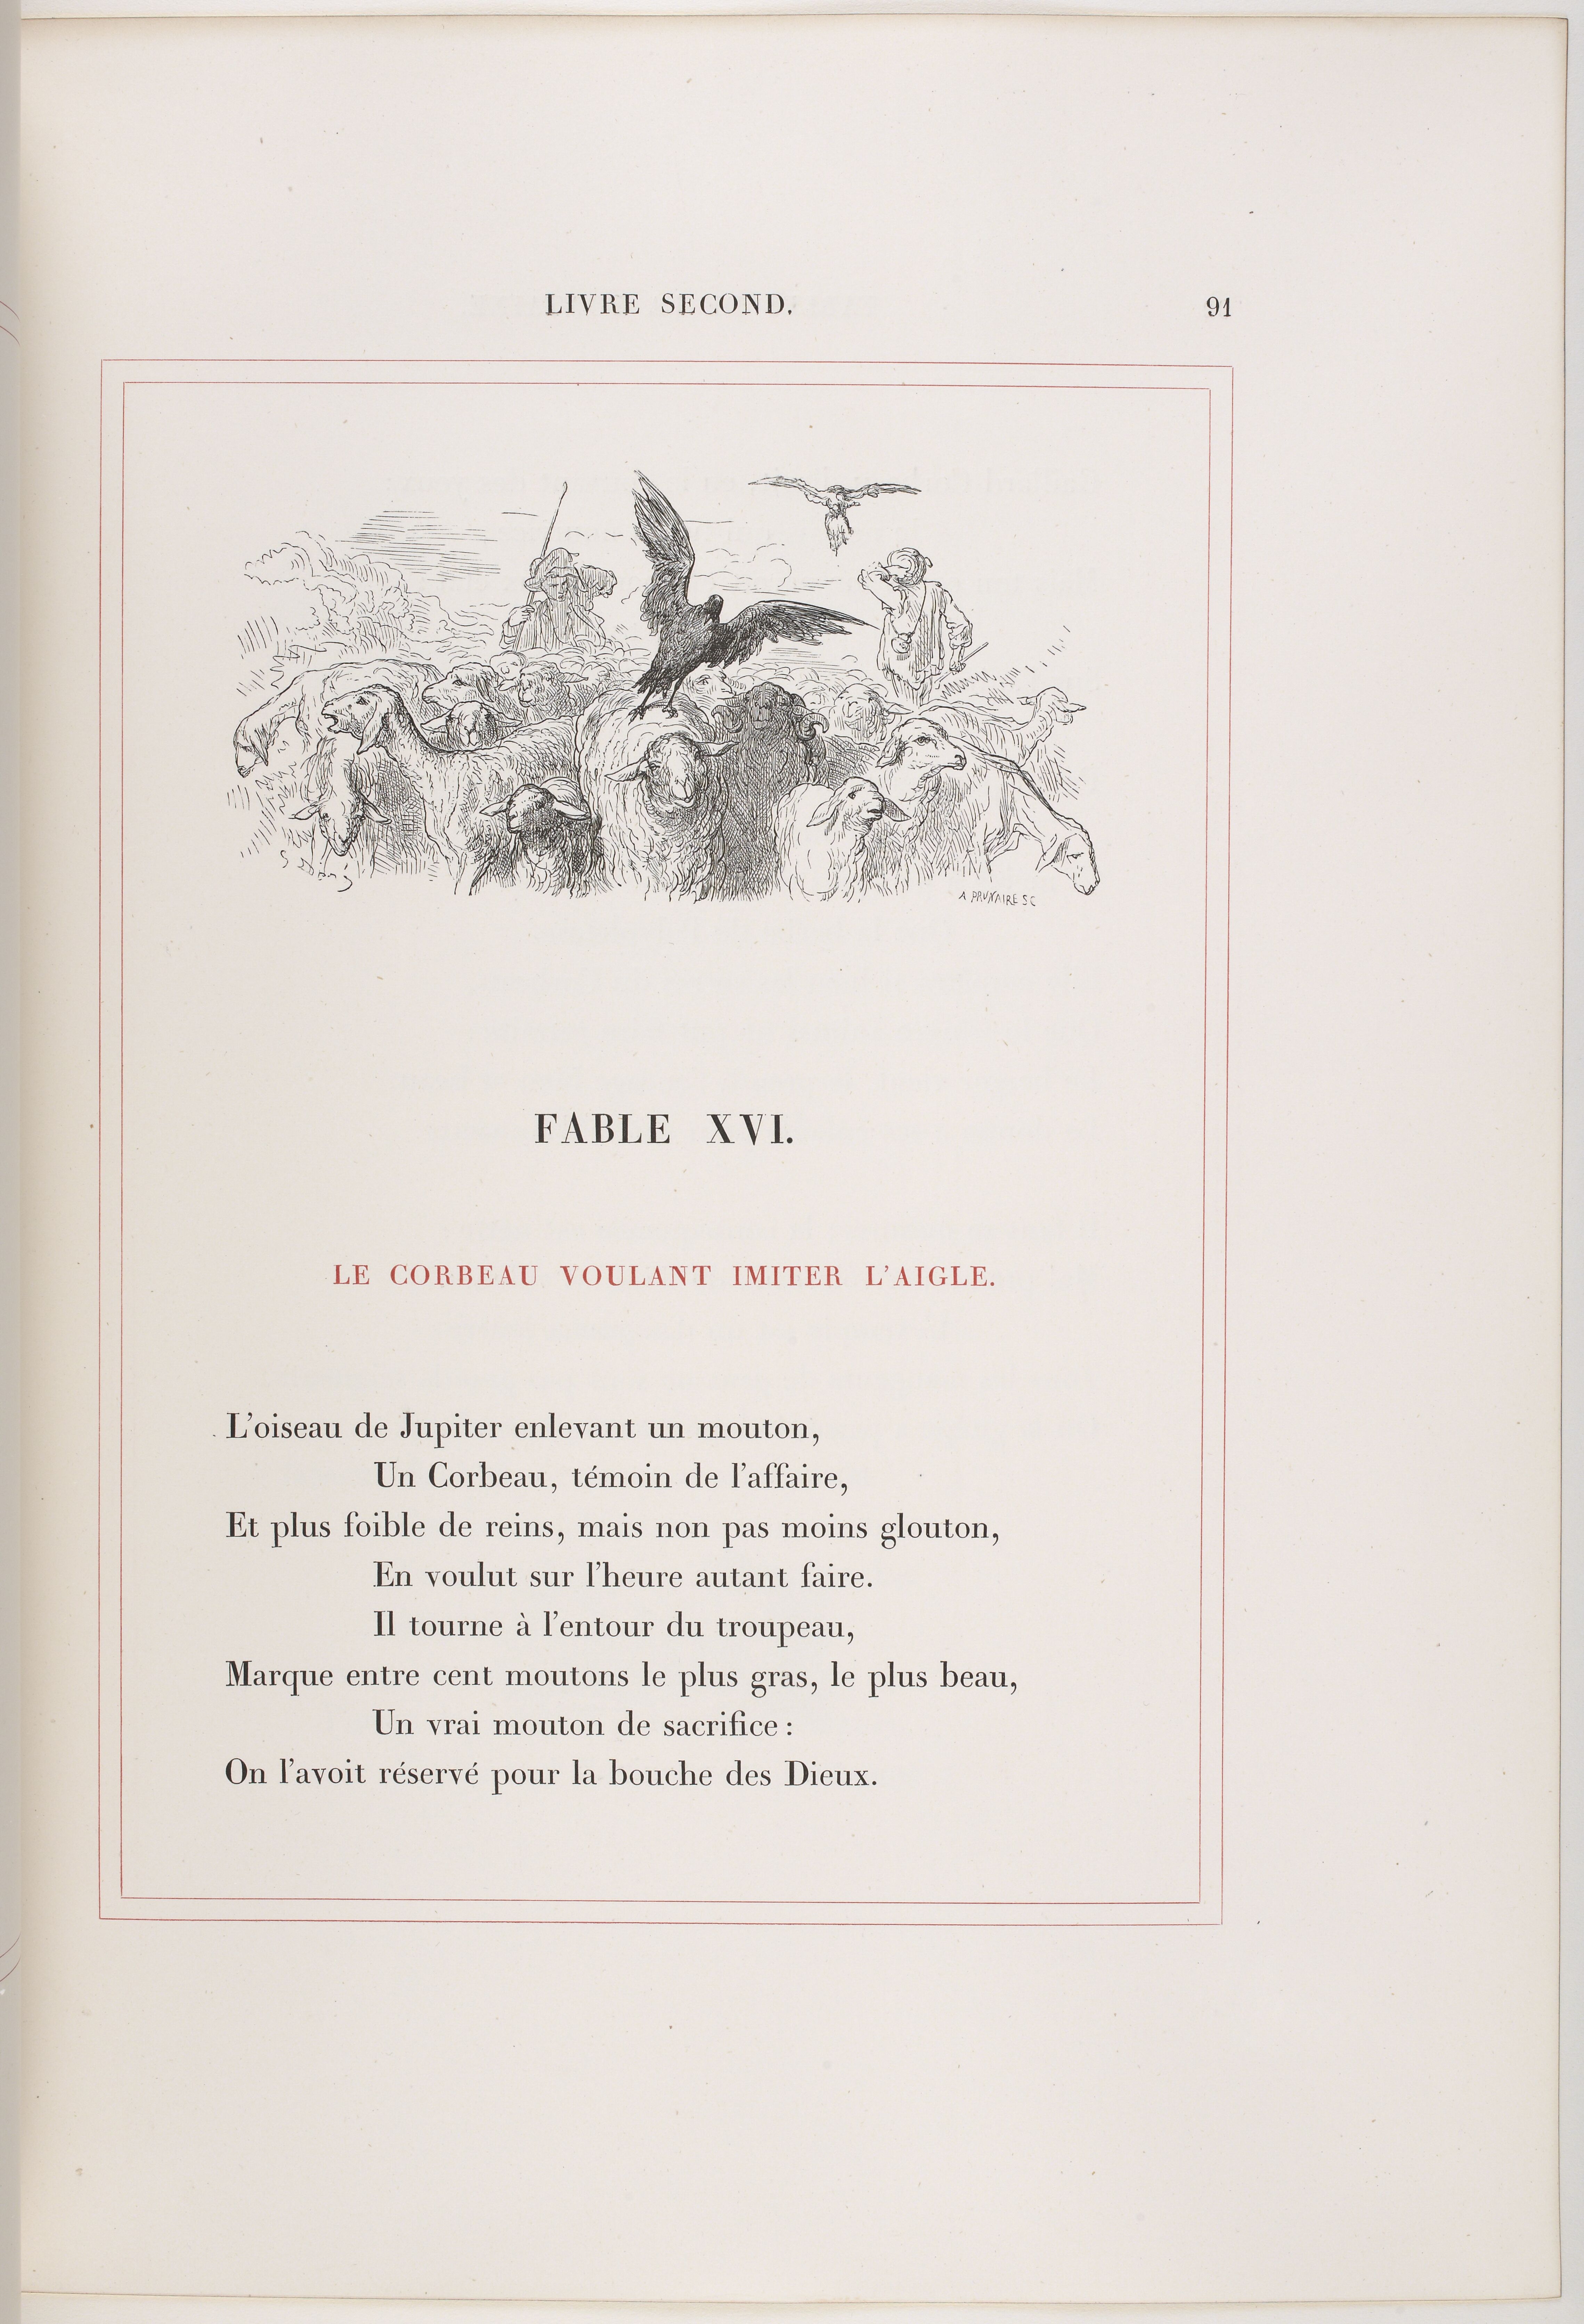 LIVRE SECOND.
91
G Doré
A PRUNAIRE SC
FABLE XVI.
LE CORBEAU VOULANT IMITER L'AIGLE.
L'oiseau de Jupiter enlevant un mouton,
Un Corbeau, témoin de l'affaire,
Et plus foible de reins, mais non pas moins glouton,
En voulut sur l'heure autant faire.
Il tourne à l'entour du troupeau,
Marque entre cent moutons le plus gras, le plus beau,
Un vrai mouton de sacrifice :
On l'avoit réservé pour la bouche des Dieux.